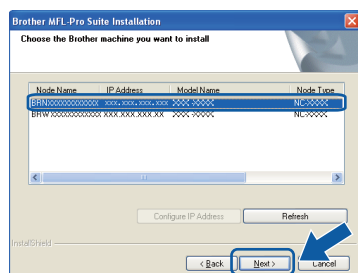 Brother MFL-Pro Suite Installation
Choose the Brother machine you want to install
Node Name IP Address Model Name Node Type
BRNXXXXXXXXXXXX xxx.xxx.xxx.xxx XXX-XXXX NC-XXXX
BRWXXXXXXXXXXXX XXX.XXX.XXX.XX XXX-XXXX NC-XXXX
Configure IP Address Refresh
InstallShield
< Back Next > Cancel